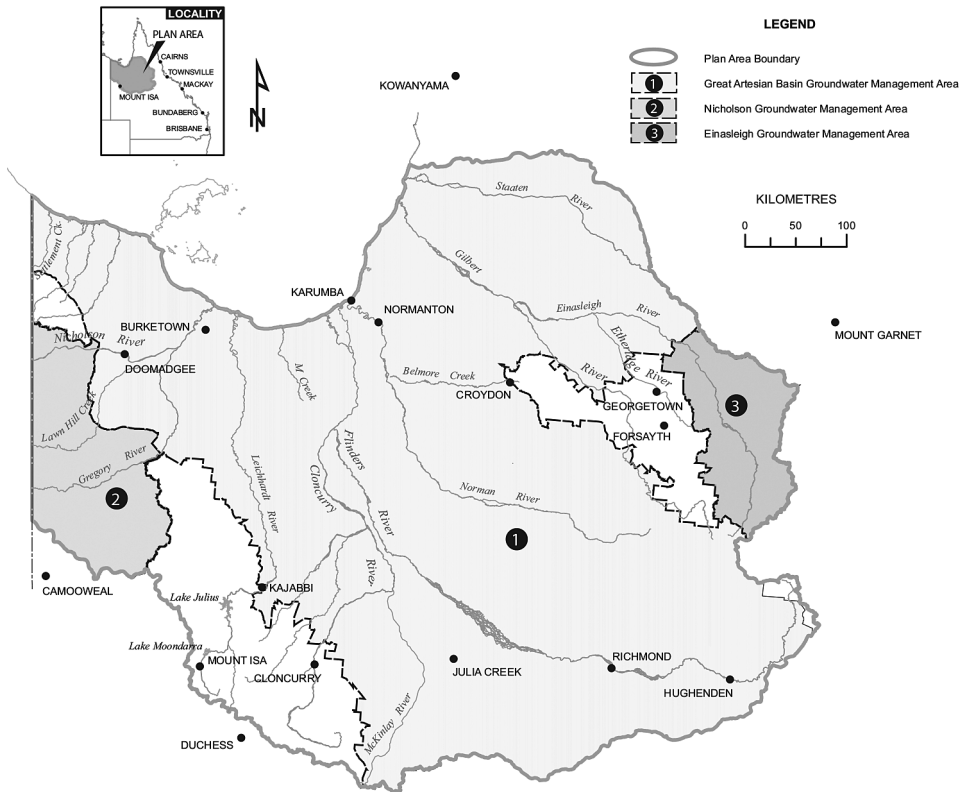 LOCALITY
PLAN AREA
CAIRNS
TOWNSVILLE
MACKAY
MOUNT ISA
BUNDABERG
BRISBANE
N
LEGEND
Plan Area Boundary
1 Great Artesian Basin Groundwater Management Area
2 Nicholson Groundwater Management Area
3 Einasleigh Groundwater Management Area
KILOMETRES
0 50 100
KOWANYAMA
Staaten River
Settlement Ck
Gilbert
KARUMBA
NORMANTON
Einasleigh River
MOUNT GARNET
BURKETOWN
Nicholson River
DOOMADGEE
Etheridge River
River
M Creek
Belmore Creek
CROYDON
GEORGETOWN
3
FORSAYTH
Lawn Hill Creek
Gregory River
Flinders
River
Cloncurry
River
Leichhardt River
Norman River
2
1
CAMOOWEAL
KAJABBI
Lake Julius
Lake Moondarra
MOUNT ISA
CLONCURRY
JULIA CREEK
RICHMOND
HUGHENDEN
McKinlay River
DUCHESS